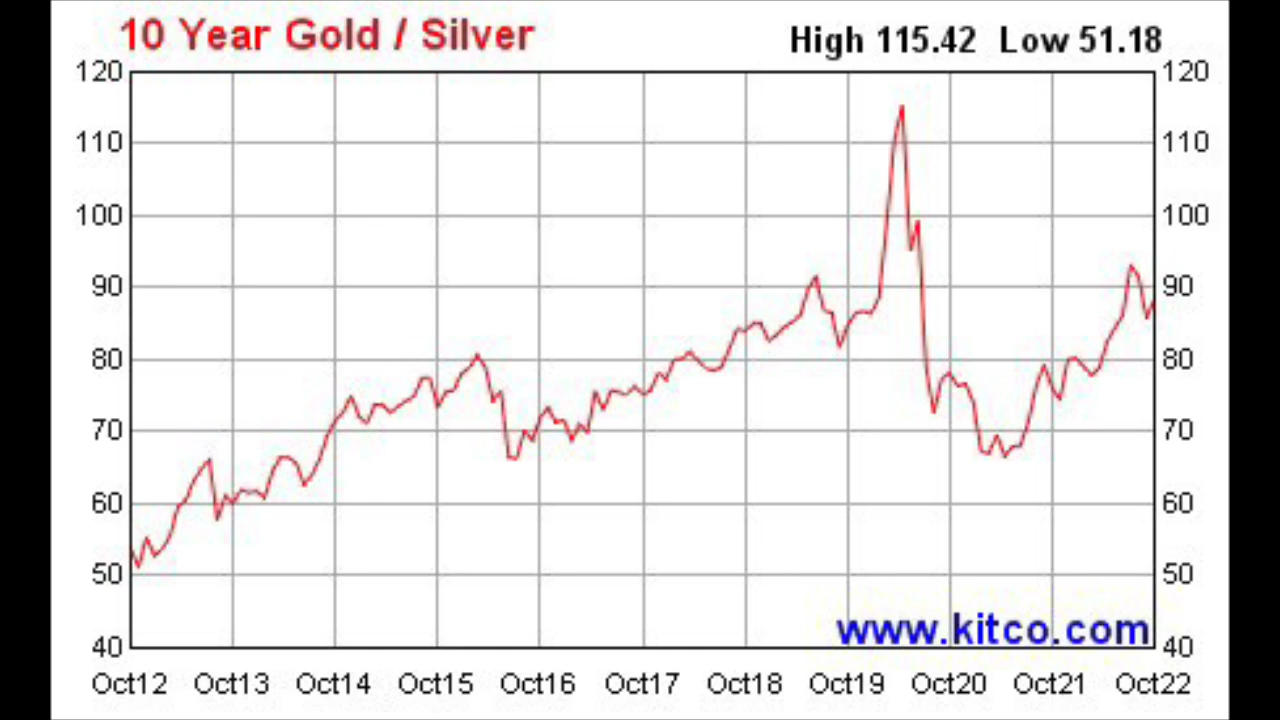 10 Year Gold / Silver
High 115.42 Low 51.18
120 120
110 110
100 100
90 90
80 80
70 70
60 60
50 50
www.kitco.com
40 40
Oct12 Oct13 Oct14 Oct15 Oct16 Oct17 Oct18 Oct19 Oct20 Oct21 Oct22